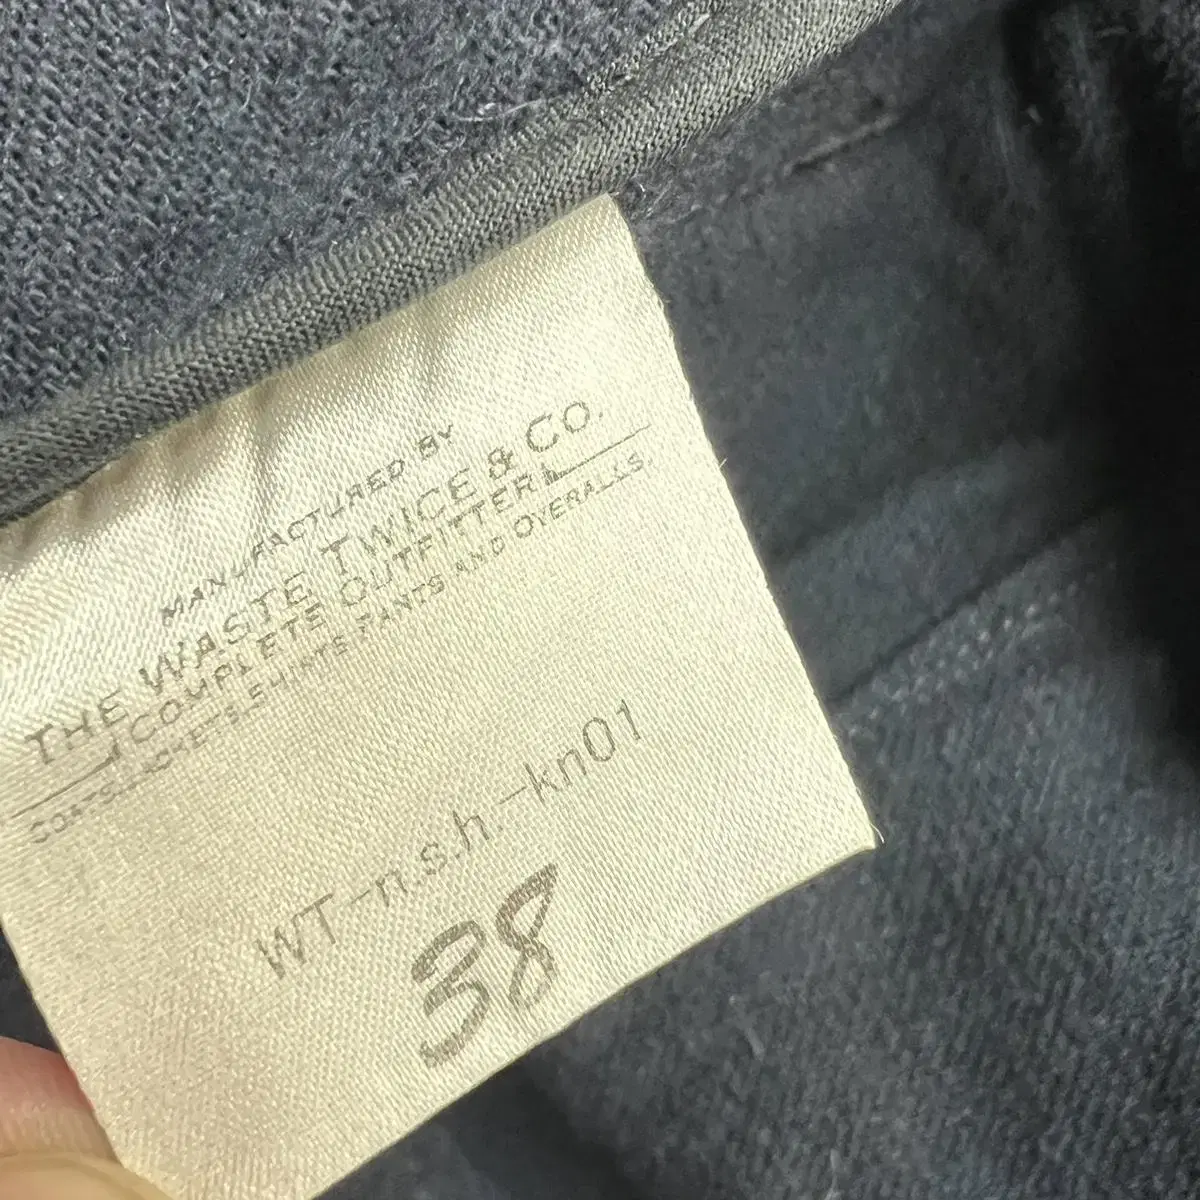 MANUFACTURED BY
THE WASTE TWICE & CO.
COMPLETE OUTFITTER
COATS.JACKETS.SHIRTS PANTS AND OVERALLS.
WT-n.s.h.-kn01
38